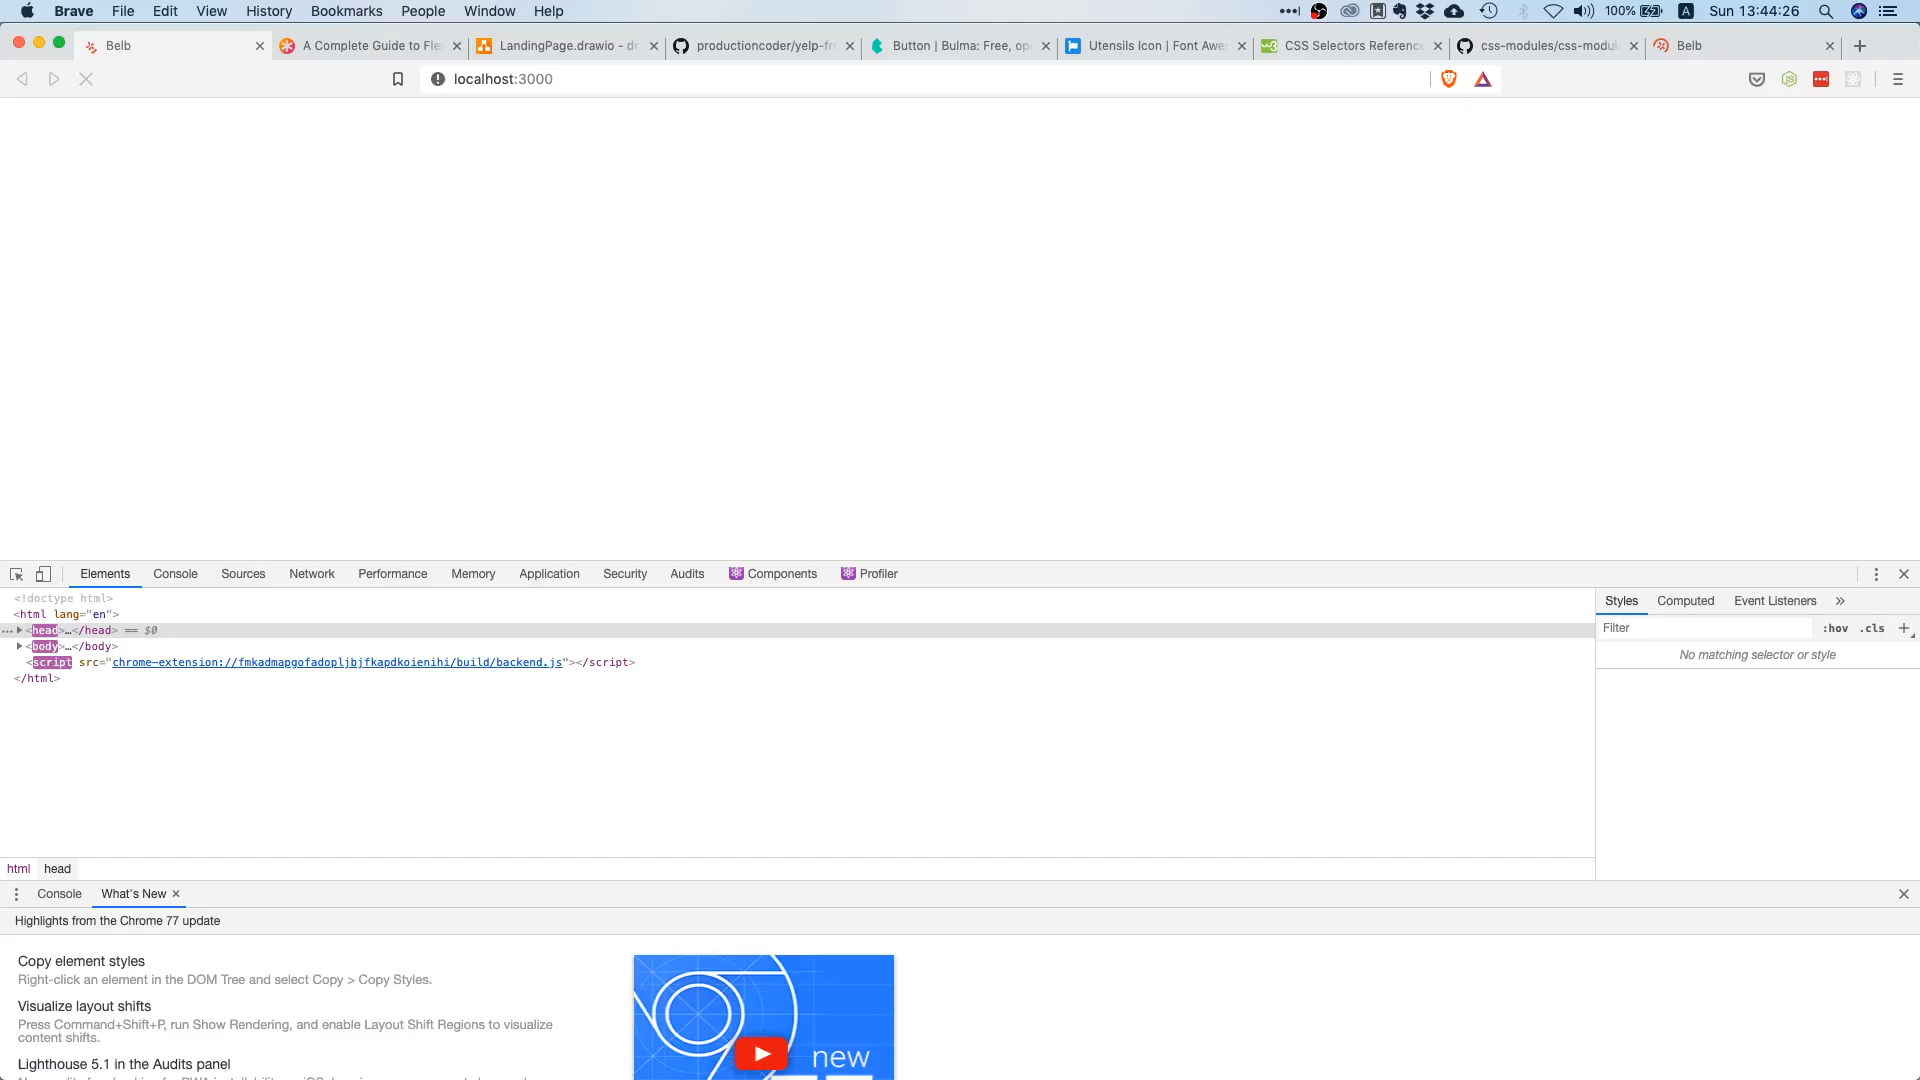 Brave File Edit View History Bookmarks People Window Help 100% A Sun 13:44:26
Belb A Complete Guide to Fle LandingPage.drawio - dr productioncoder/yelp-fro Button | Bulma: Free, ope Utensils Icon | Font Awes CSS Selectors Reference css-modules/css-modul Belb
localhost:3000
Elements Console Sources Network Performance Memory Application Security Audits Components Profiler
<!doctype html>
<html lang="en">
<head>…</head> == $0
<body>…</body>
<script src="chrome-extension://fmkadmapgofadopljbjfkapdkoienihi/build/backend.js"></script>
</html>
Styles Computed Event Listeners »
Filter :hov .cls +
No matching selector or style
html head
Console What's New
Highlights from the Chrome 77 update
Copy element styles
Right-click an element in the DOM Tree and select Copy > Copy Styles.
Visualize layout shifts
Press Command+Shift+P, run Show Rendering, and enable Layout Shift Regions to visualize
content shifts.
Lighthouse 5.1 in the Audits panel
new